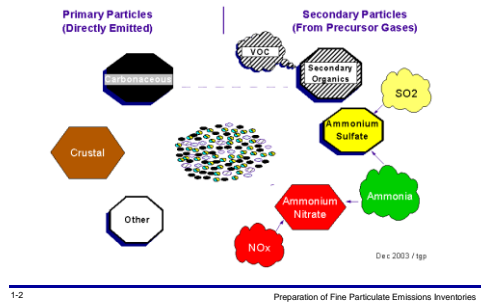 Primary Particles
(Directly Emitted)
Secondary Particles
(From Precursor Gases)
VOC
Secondary
Organics
Carbonaceous
SO2
Ammonium
Sulfate
Crustal
Ammonia
Ammonium
Nitrate
Other
NOx
Dec 2003 / tgp
1-2
Preparation of Fine Particulate Emissions Inventories